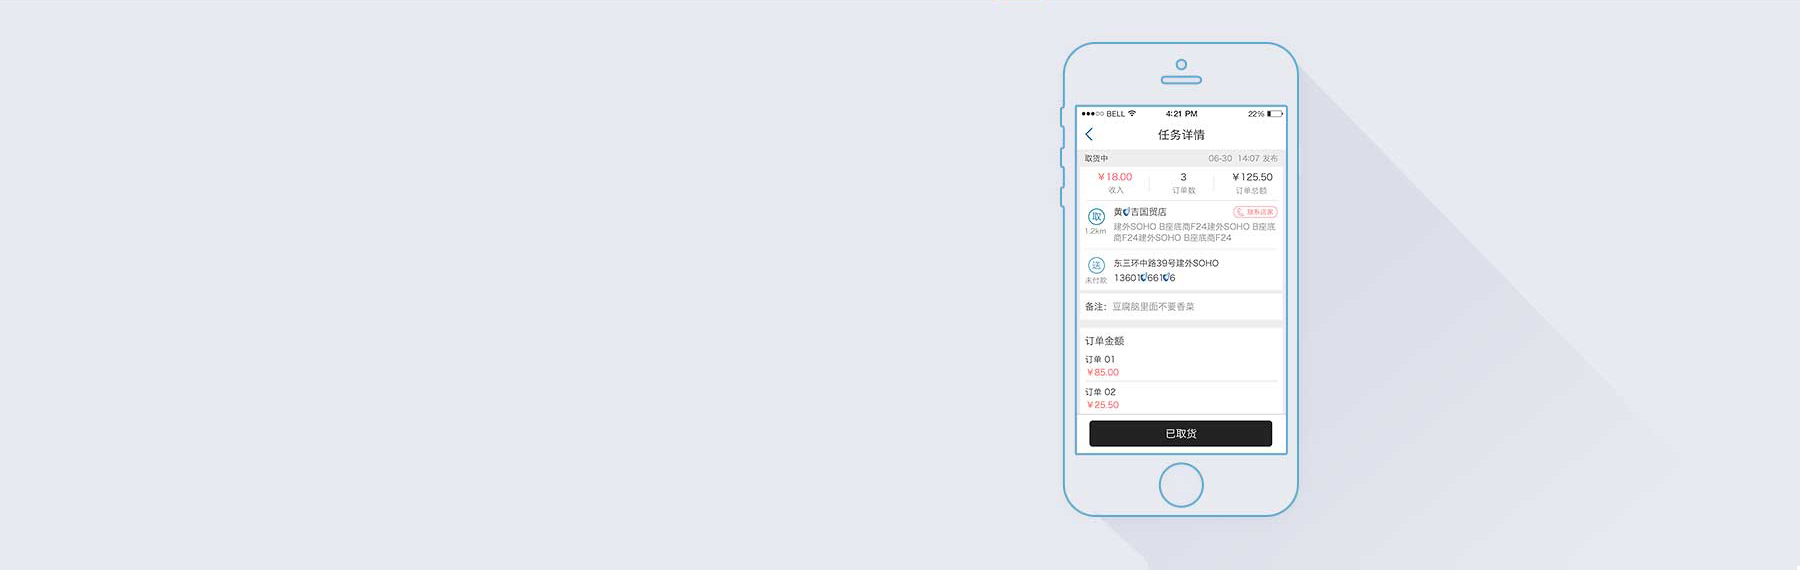 BELL 4:21 PM 22%
任务详情
取货中 06-30 14:07 发布
￥18.00 3 ￥125.50
收入 订单数 订单总额
取 黄 吉国贸店 联系店家
1.2km 建外SOHO B座底商F24建外SOHO B座底
商F24建外SOHO B座底商F24
送 东三环中路39号建外SOHO
未付款 1360 661 6
备注： 豆腐脑里面不要香菜
订单金额
订单 01
￥85.00
订单 02
￥25.50
已取货